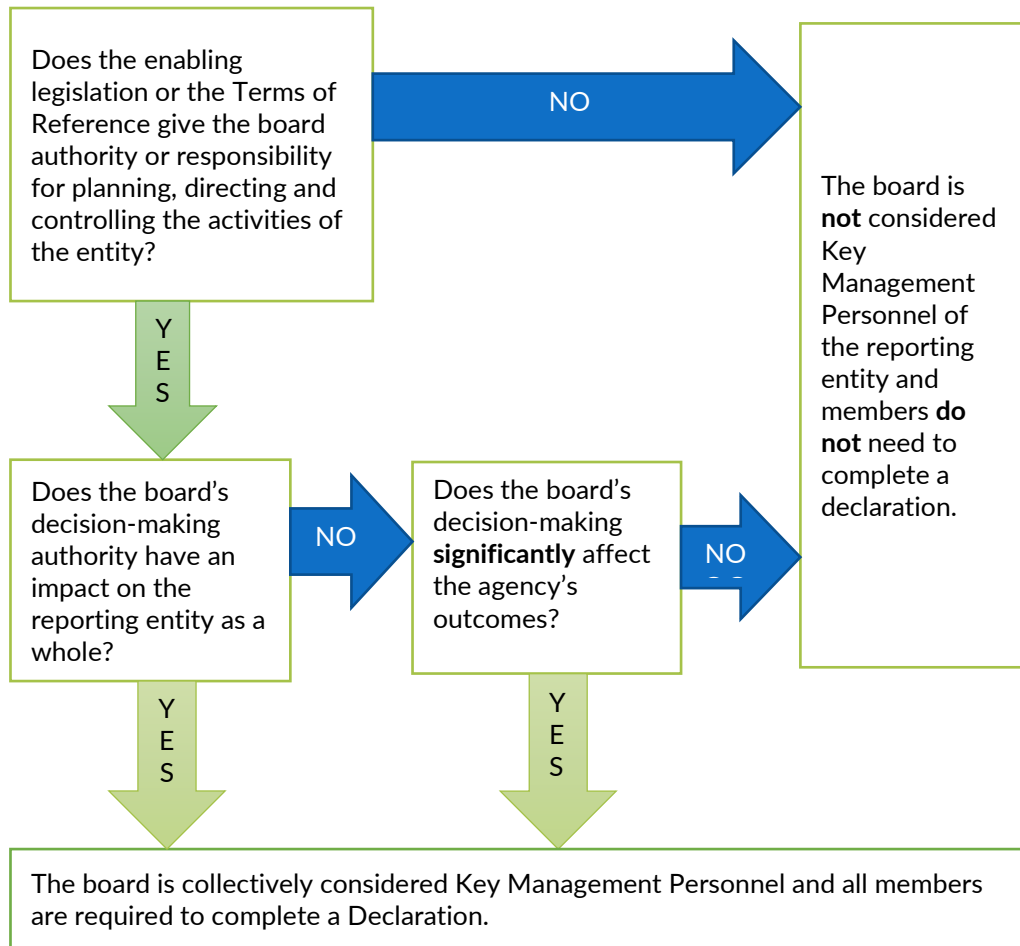 Does the enabling
legislation or the Terms of
Reference give the board
authority or responsibility
for planning, directing and
controlling the activities of
the entity?
NO
The board is
not considered
Key
Management
Personnel of
the reporting
entity and
members do
not need to
complete a
declaration.
Y
E
S
Does the board’s
decision-making
authority have an
impact on the
reporting entity as a
whole?
NO
Does the board’s
decision-making
significantly affect
the agency’s
outcomes?
NO
Y
E
S
Y
E
S
The board is collectively considered Key Management Personnel and all members
are required to complete a Declaration.